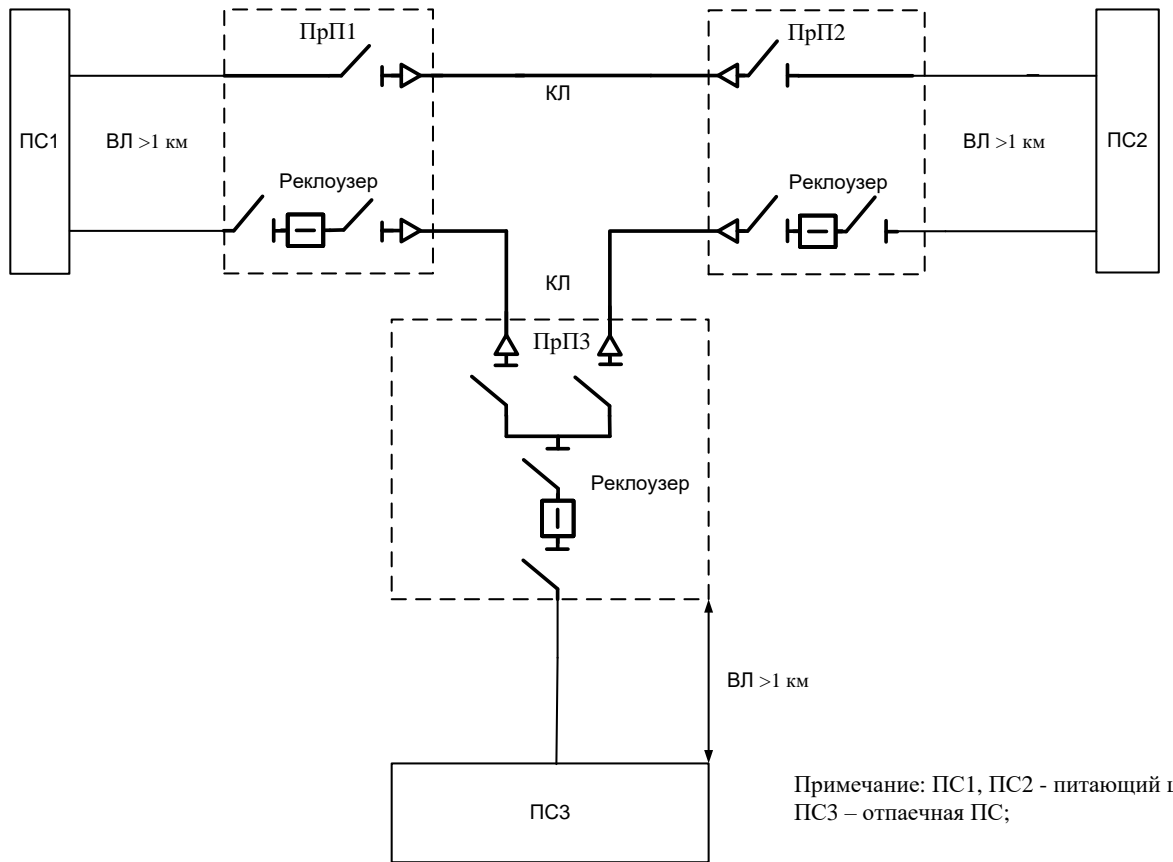 ПрП1
ПрП2
КЛ
ПС1
ВЛ >1 км
ВЛ >1 км
ПС2
Реклоузер
Реклоузер
КЛ
ПрП3
Реклоузер
ВЛ >1 км
ПС3
Примечание: ПС1, ПС2 - питающий
ПС3 – отпаечная ПС;